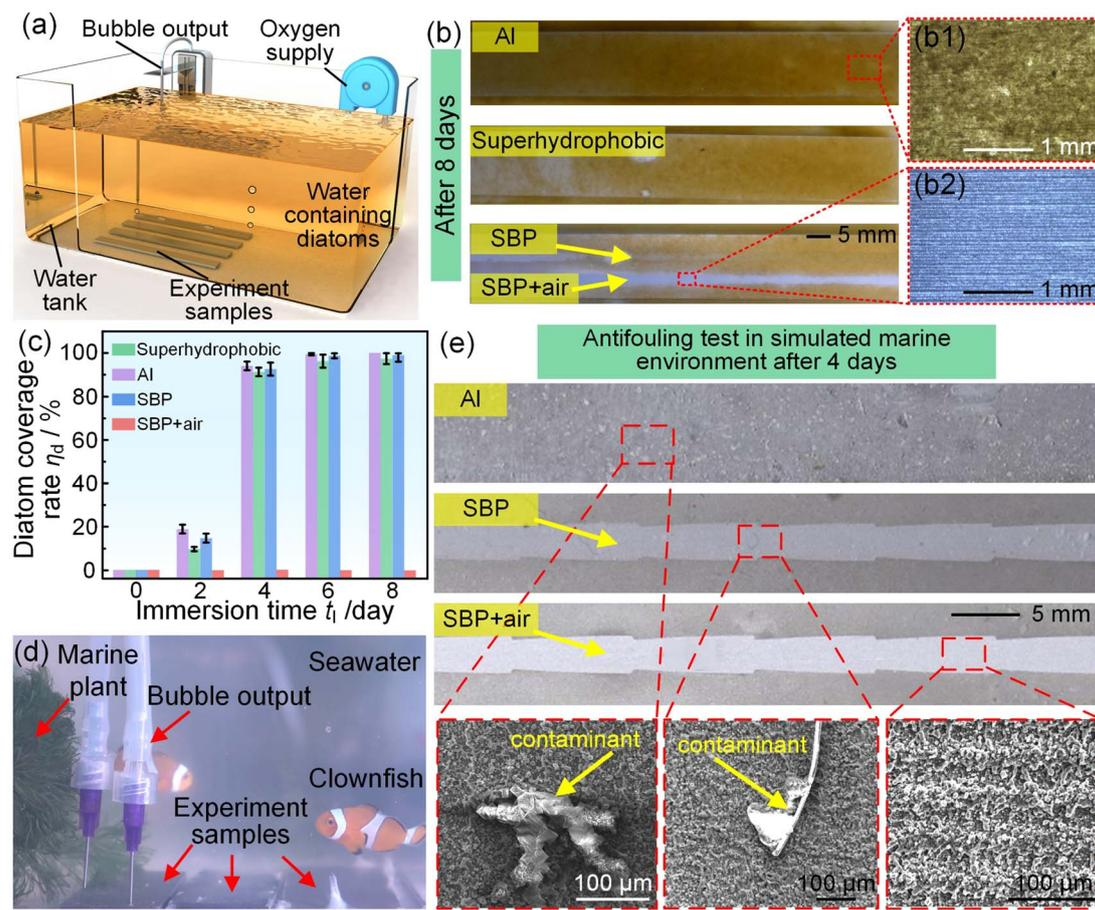 (a)
Bubble output
Oxygen
supply
Water
containing
diatoms
Water
tank
Experiment
samples
(b)
After 8 days
Al
Superhydrophobic
SBP
5 mm
SBP+air
(b1)
1 mm
(b2)
1 mm
(c)
Diatom coverage
rate ηd / %
100
80
60
40
20
0
Superhydrophobic
Al
SBP
SBP+air
0 2 4 6 8
Immersion time tI /day
(d)
Marine
plant
Seawater
Bubble output
Clownfish
Experiment
samples
(e)
Antifouling test in simulated marine
environment after 4 days
Al
SBP
SBP+air
5 mm
contaminant
100 μm
contaminant
100 μm
100 μm